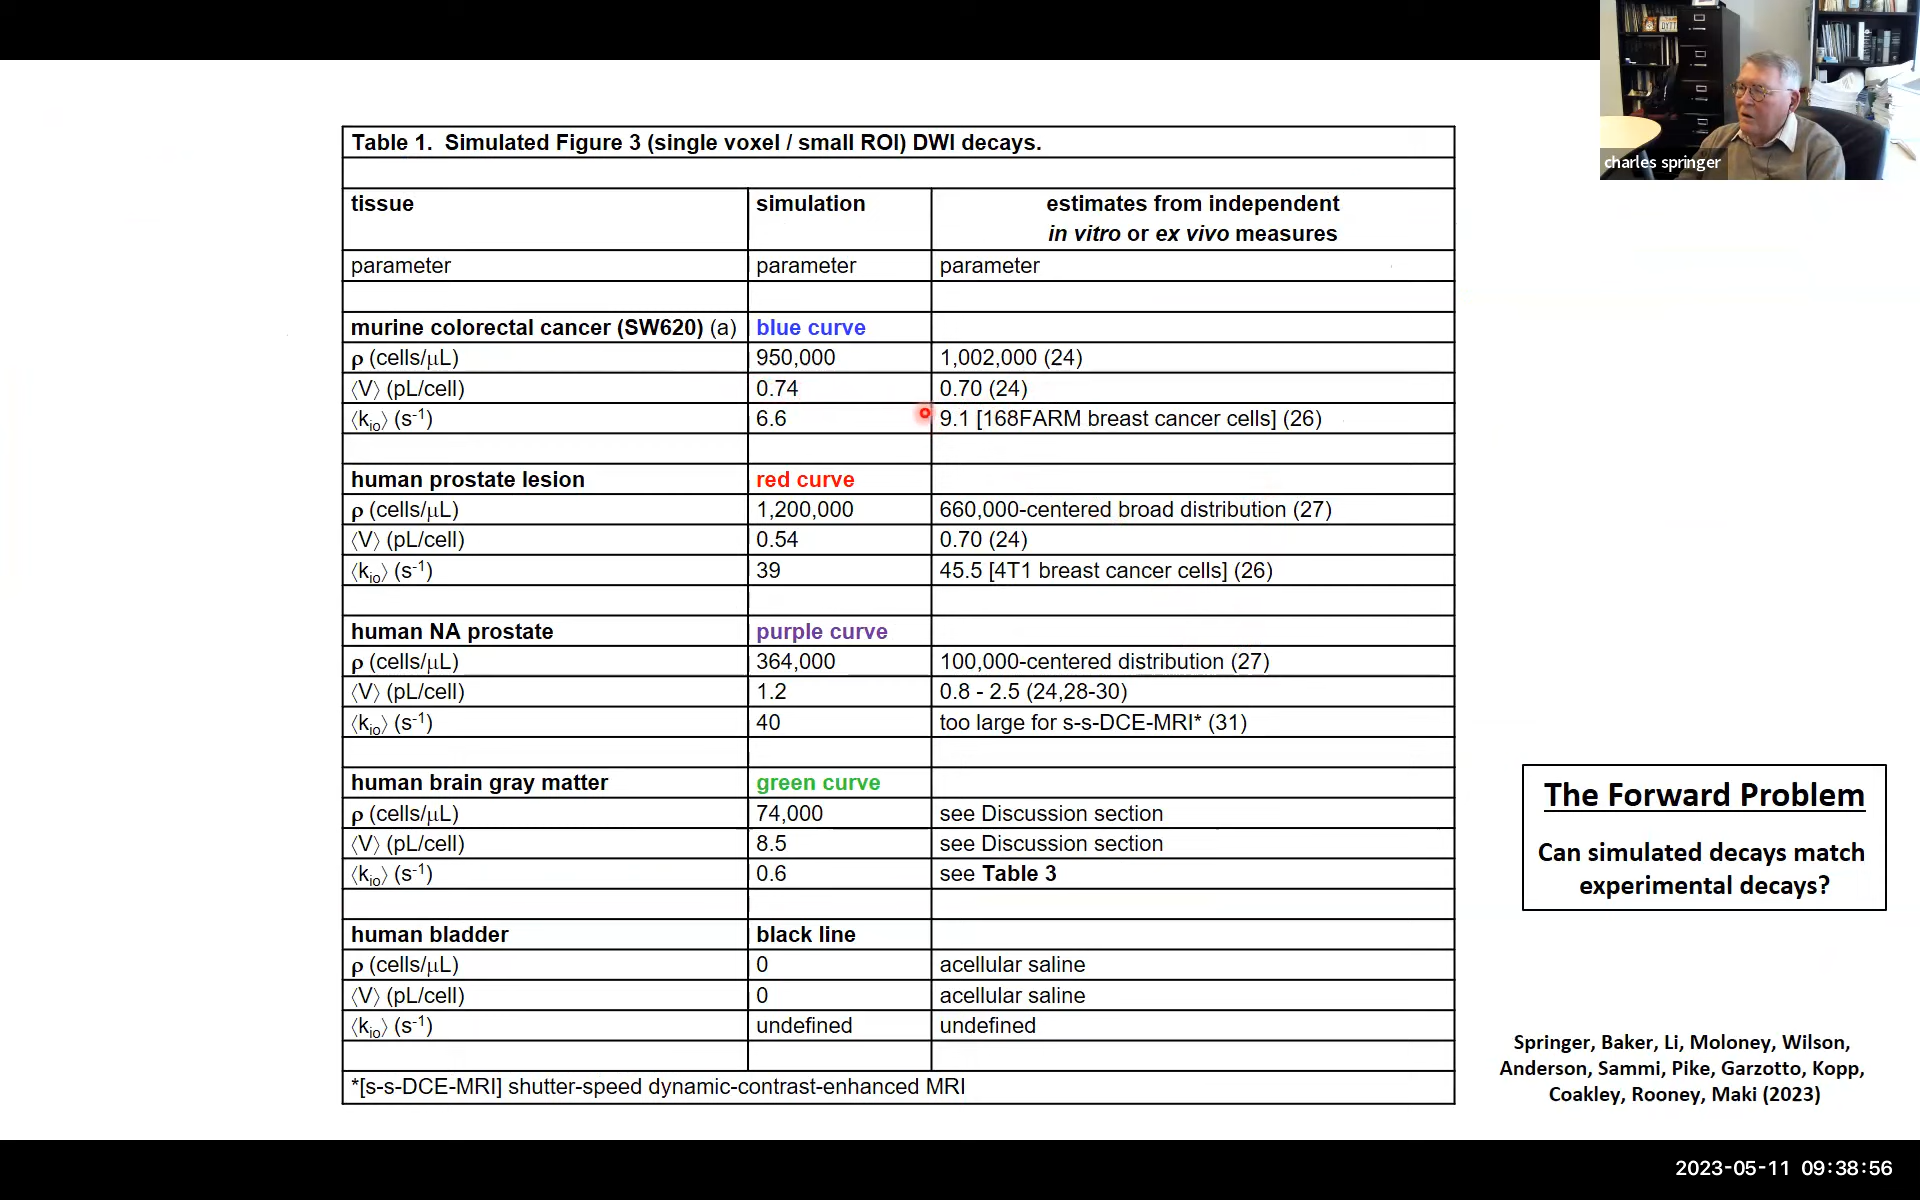 charles springer
Table 1. Simulated Figure 3 (single voxel / small ROI) DWI decays.
tissue simulation estimates from independent
in vitro or ex vivo measures
parameter parameter parameter
murine colorectal cancer (SW620) (a) blue curve
ρ (cells/μL) 950,000 1,002,000 (24)
⟨V⟩ (pL/cell) 0.74 0.70 (24)
⟨kio⟩ (s-1) 6.6 9.1 [168FARM breast cancer cells] (26)
human prostate lesion red curve
ρ (cells/μL) 1,200,000 660,000-centered broad distribution (27)
⟨V⟩ (pL/cell) 0.54 0.70 (24)
⟨kio⟩ (s-1) 39 45.5 [4T1 breast cancer cells] (26)
human NA prostate purple curve
ρ (cells/μL) 364,000 100,000-centered distribution (27)
⟨V⟩ (pL/cell) 1.2 0.8 - 2.5 (24,28-30)
⟨kio⟩ (s-1) 40 too large for s-s-DCE-MRI* (31)
human brain gray matter green curve
ρ (cells/μL) 74,000 see Discussion section
⟨V⟩ (pL/cell) 8.5 see Discussion section
⟨kio⟩ (s-1) 0.6 see Table 3
human bladder black line
ρ (cells/μL) 0 acellular saline
⟨V⟩ (pL/cell) 0 acellular saline
⟨kio⟩ (s-1) undefined undefined
*[s-s-DCE-MRI] shutter-speed dynamic-contrast-enhanced MRI
The Forward Problem
Can simulated decays match
experimental decays?
Springer, Baker, Li, Moloney, Wilson,
Anderson, Sammi, Pike, Garzotto, Kopp,
Coakley, Rooney, Maki (2023)
2023-05-11 09:38:56